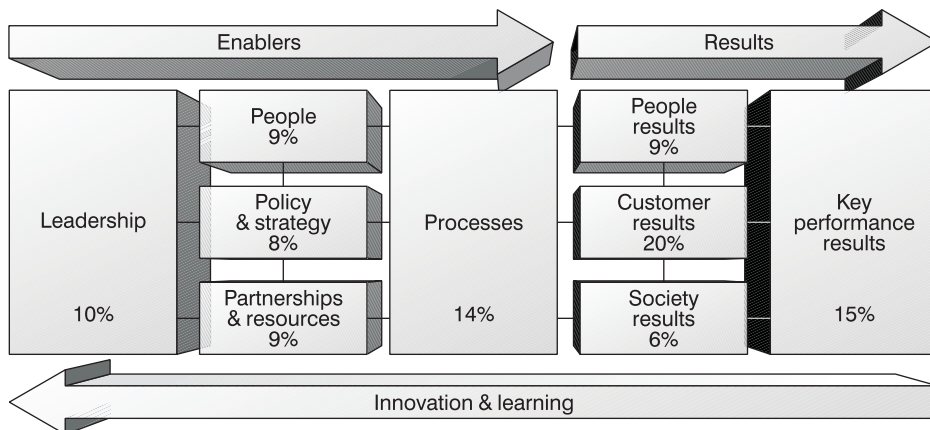 Enablers
Results
Leadership
10%
People
9%
Policy
& strategy
8%
Partnerships
& resources
9%
Processes
14%
People
results
9%
Customer
results
20%
Society
results
6%
Key
performance
results
15%
Innovation & learning